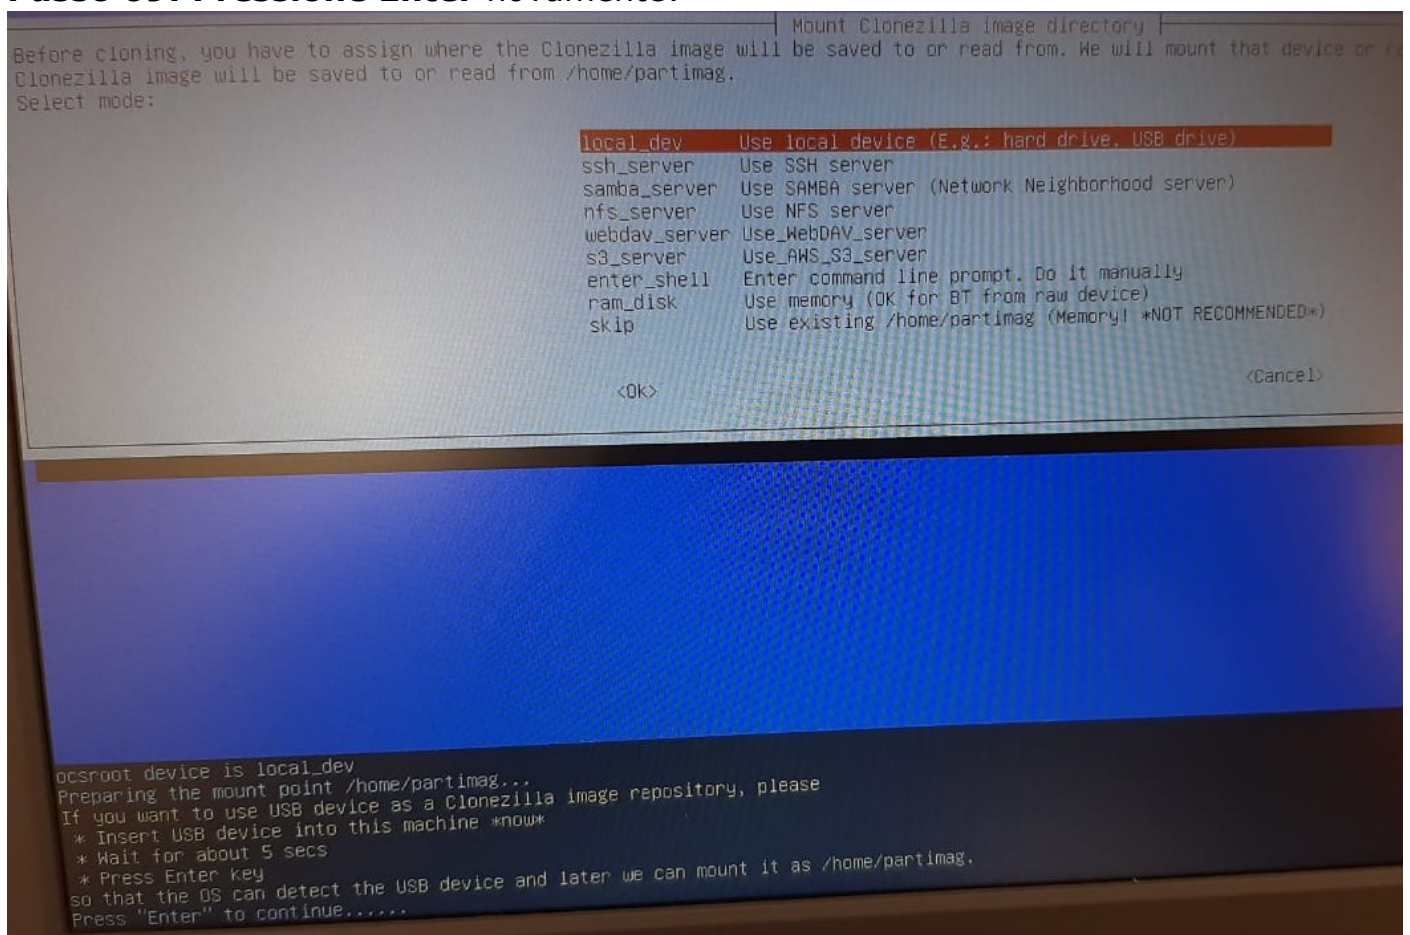 novamente.
Mount Clonezilla image directory
Before cloning, you have to assign where the Clonezilla image will be saved to or read from. We will mount that device or
Clonezilla image will be saved to or read from /home/partimag.
Select mode:
local_dev Use local device (E.g.: hard drive, USB drive)
ssh_server Use SSH server
samba_server Use SAMBA server (Network Neighborhood server)
nfs_server Use NFS server
webdav_server Use_WebDAV_server
s3_server Use_AWS_S3_server
enter_shell Enter command line prompt. Do it manually
ram_disk Use memory (OK for BT from raw device)
skip Use existing /home/partimag (Memory! *NOT RECOMMENDED*)
<Ok> <Cancel>
ocsroot device is local_dev
Preparing the mount point /home/partimag...
If you want to use USB device as a Clonezilla image repository, please
* Insert USB device into this machine *now*
* Wait for about 5 secs
* Press Enter key
so that the OS can detect the USB device and later we can mount it as /home/partimag.
Press "Enter" to continue......